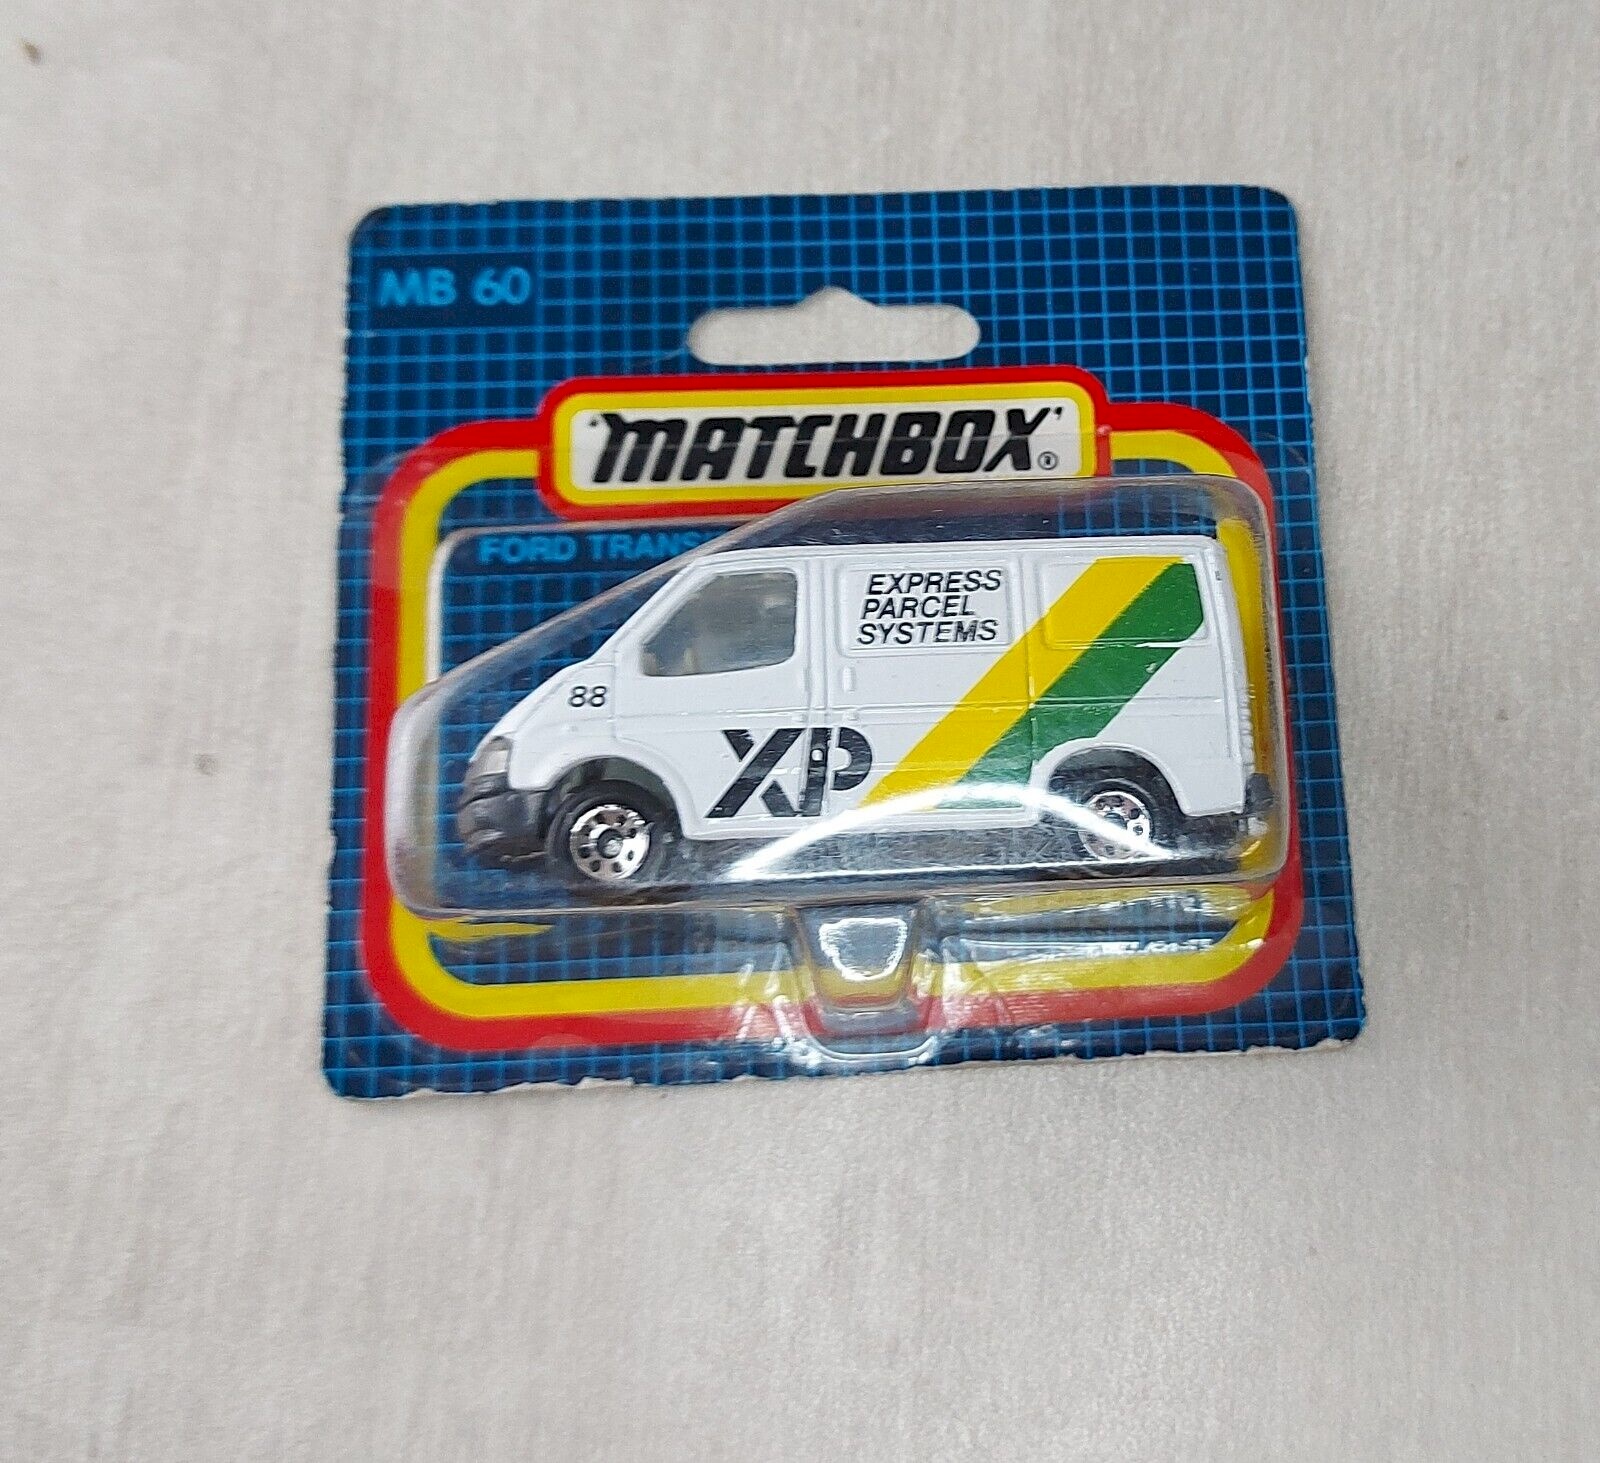 MB 60
'MATCHBOX'®
FORD TRANS
EXPRESS
PARCEL
SYSTEMS
88
XP